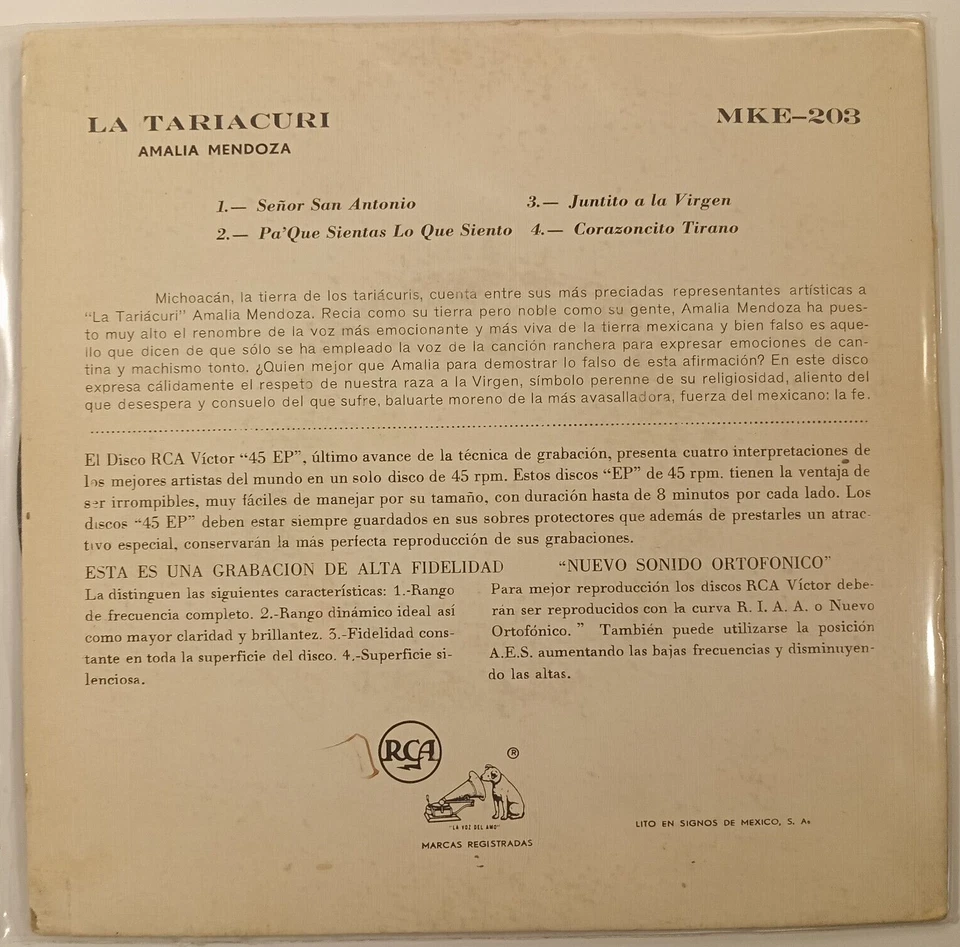 LA TARIACURI
MKE-203
AMALIA MENDOZA
1.— Señor San Antonio
3.— Juntito a la Virgen
2.— Pa'Que Sientas Lo Que Siento
4.— Corazoncito Tirano
Michoacán, la tierra de los tariácuris, cuenta entre sus más preciadas representantes artísticas a
"La Tariácuri" Amalia Mendoza. Recia como su tierra pero noble como su gente, Amalia Mendoza ha pues-
to muy alto el renombre de la voz más emocionante y más viva de la tierra mexicana y bien falso es aque-
llo que dicen de que sólo se ha empleado la voz de la canción ranchera para expresar emociones de can-
tina y machismo tonto. ¿Quien mejor que Amalia para demostrar lo falso de esta afirmación? En este disco
expresa cálidamente el respeto de nuestra raza a la Virgen, símbolo perenne de su religiosidad, aliento del
que desespera y consuelo del que sufre, baluarte moreno de la más avasalladora, fuerza del mexicano: la fe.
El Disco RCA Víctor "45 EP", último avance de la técnica de grabación, presenta cuatro interpretaciones de
los mejores artistas del mundo en un solo disco de 45 rpm. Estos discos "EP" de 45 rpm. tienen la ventaja de
ser irrompibles, muy fáciles de manejar por su tamaño, con duración hasta de 8 minutos por cada lado. Los
discos "45 EP" deben estar siempre guardados en sus sobres protectores que además de prestarles un atrac-
tivo especial, conservarán la más perfecta reproducción de sus grabaciones.
ESTA ES UNA GRABACION DE ALTA FIDELIDAD
La distinguen las siguientes características: 1.-Rango
de frecuencia completo. 2.-Rango dinámico ideal así
como mayor claridad y brillantez. 3.-Fidelidad cons-
tante en toda la superficie del disco. 4.-Superficie si-
lenciosa.
"NUEVO SONIDO ORTOFONICO"
Para mejor reproducción los discos RCA Víctor debe-
rán ser reproducidos con la curva R. I. A. A. o Nuevo
Ortofónico. " También puede utilizarse la posición
A.E.S. aumentando las bajas frecuencias y disminuyen-
do las altas.
RCA
®
"LA VOZ DEL AMO"
MARCAS REGISTRADAS
LITO EN SIGNOS DE MEXICO, S. A.